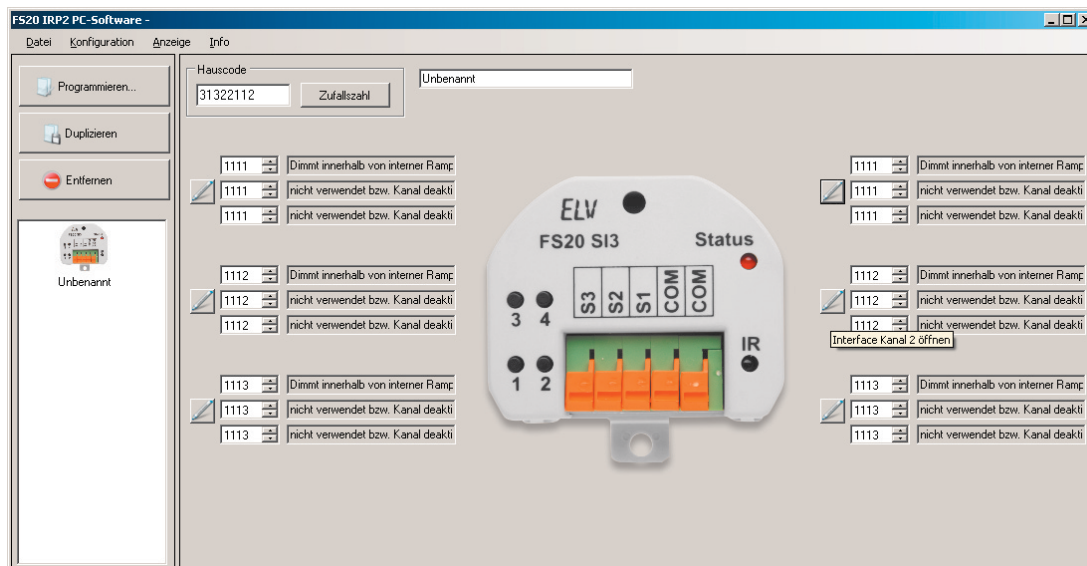 FS20 IRP2 PC-Software -
Datei Konfiguration Anzeige Info
Programmieren...
Duplizieren
Entfernen
Unbenannt
Hauscode
31322112
Zufallszahl
Unbenannt
1111 Dimmt innerhalb von interner Ramp
1111 nicht verwendet bzw. Kanal deakti
1111 nicht verwendet bzw. Kanal deakti
1112 Dimmt innerhalb von interner Ramp
1112 nicht verwendet bzw. Kanal deakti
1112 nicht verwendet bzw. Kanal deakti
1113 Dimmt innerhalb von interner Ramp
1113 nicht verwendet bzw. Kanal deakti
1113 nicht verwendet bzw. Kanal deakti
ELV
FS20 SI3
Status
S3 S2 S1 COM COM
3 4
IR
1 2
1111 Dimmt innerhalb von interner Ramp
1111 nicht verwendet bzw. Kanal deakti
1111 nicht verwendet bzw. Kanal deakti
1112 Dimmt innerhalb von interner Ramp
1112 nicht verwendet bzw. Kanal deakti
1112 nicht verwendet bzw. Kanal deakti
Interface Kanal 2 öffnen
1113 Dimmt innerhalb von interner Ramp
1113 nicht verwendet bzw. Kanal deakti
1113 nicht verwendet bzw. Kanal deakti